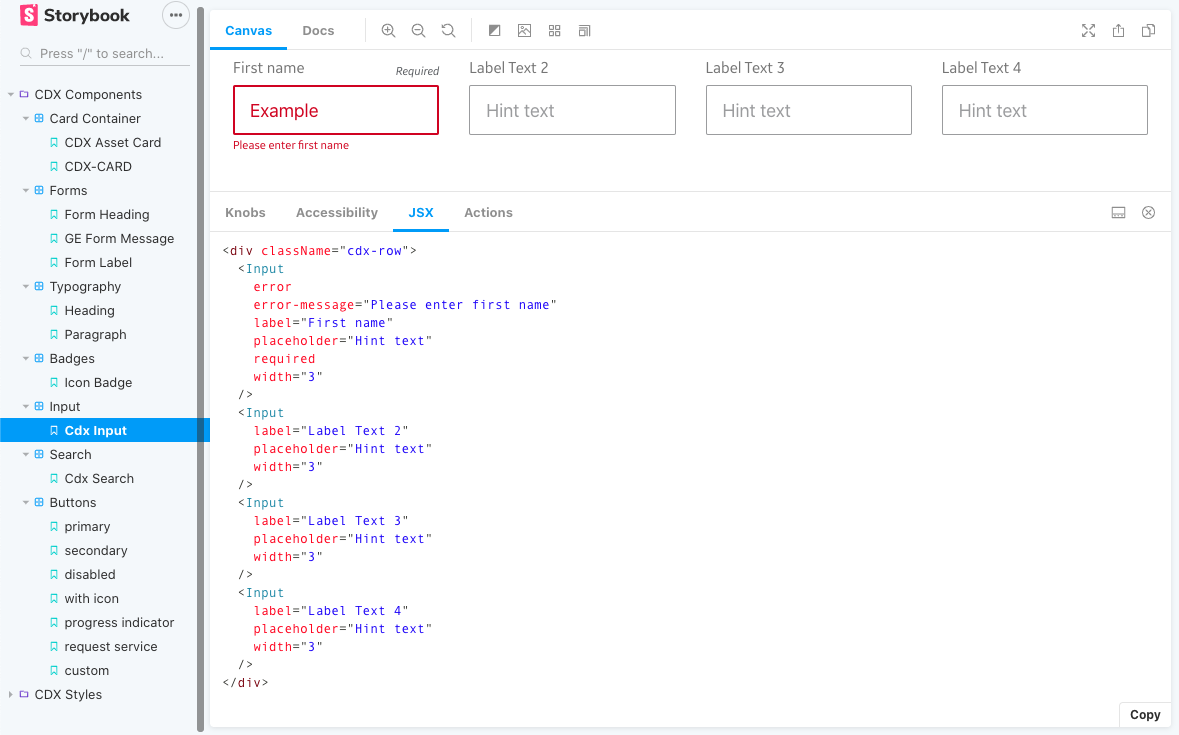 Storybook
Press "/" to search...
CDX Components
Card Container
CDX Asset Card
CDX-CARD
Forms
Form Heading
GE Form Message
Form Label
Typography
Heading
Paragraph
Badges
Icon Badge
Input
Cdx Input
Search
Cdx Search
Buttons
primary
secondary
disabled
with icon
progress indicator
request service
custom
CDX Styles
Canvas Docs
First name Required Label Text 2 Label Text 3 Label Text 4
Example Hint text Hint text Hint text
Please enter first name
Knobs Accessibility JSX Actions
<div className="cdx-row">
  <Input
    error
    error-message="Please enter first name"
    label="First name"
    placeholder="Hint text"
    required
    width="3"
  />
  <Input
    label="Label Text 2"
    placeholder="Hint text"
    width="3"
  />
  <Input
    label="Label Text 3"
    placeholder="Hint text"
    width="3"
  />
  <Input
    label="Label Text 4"
    placeholder="Hint text"
    width="3"
  />
</div>
Copy